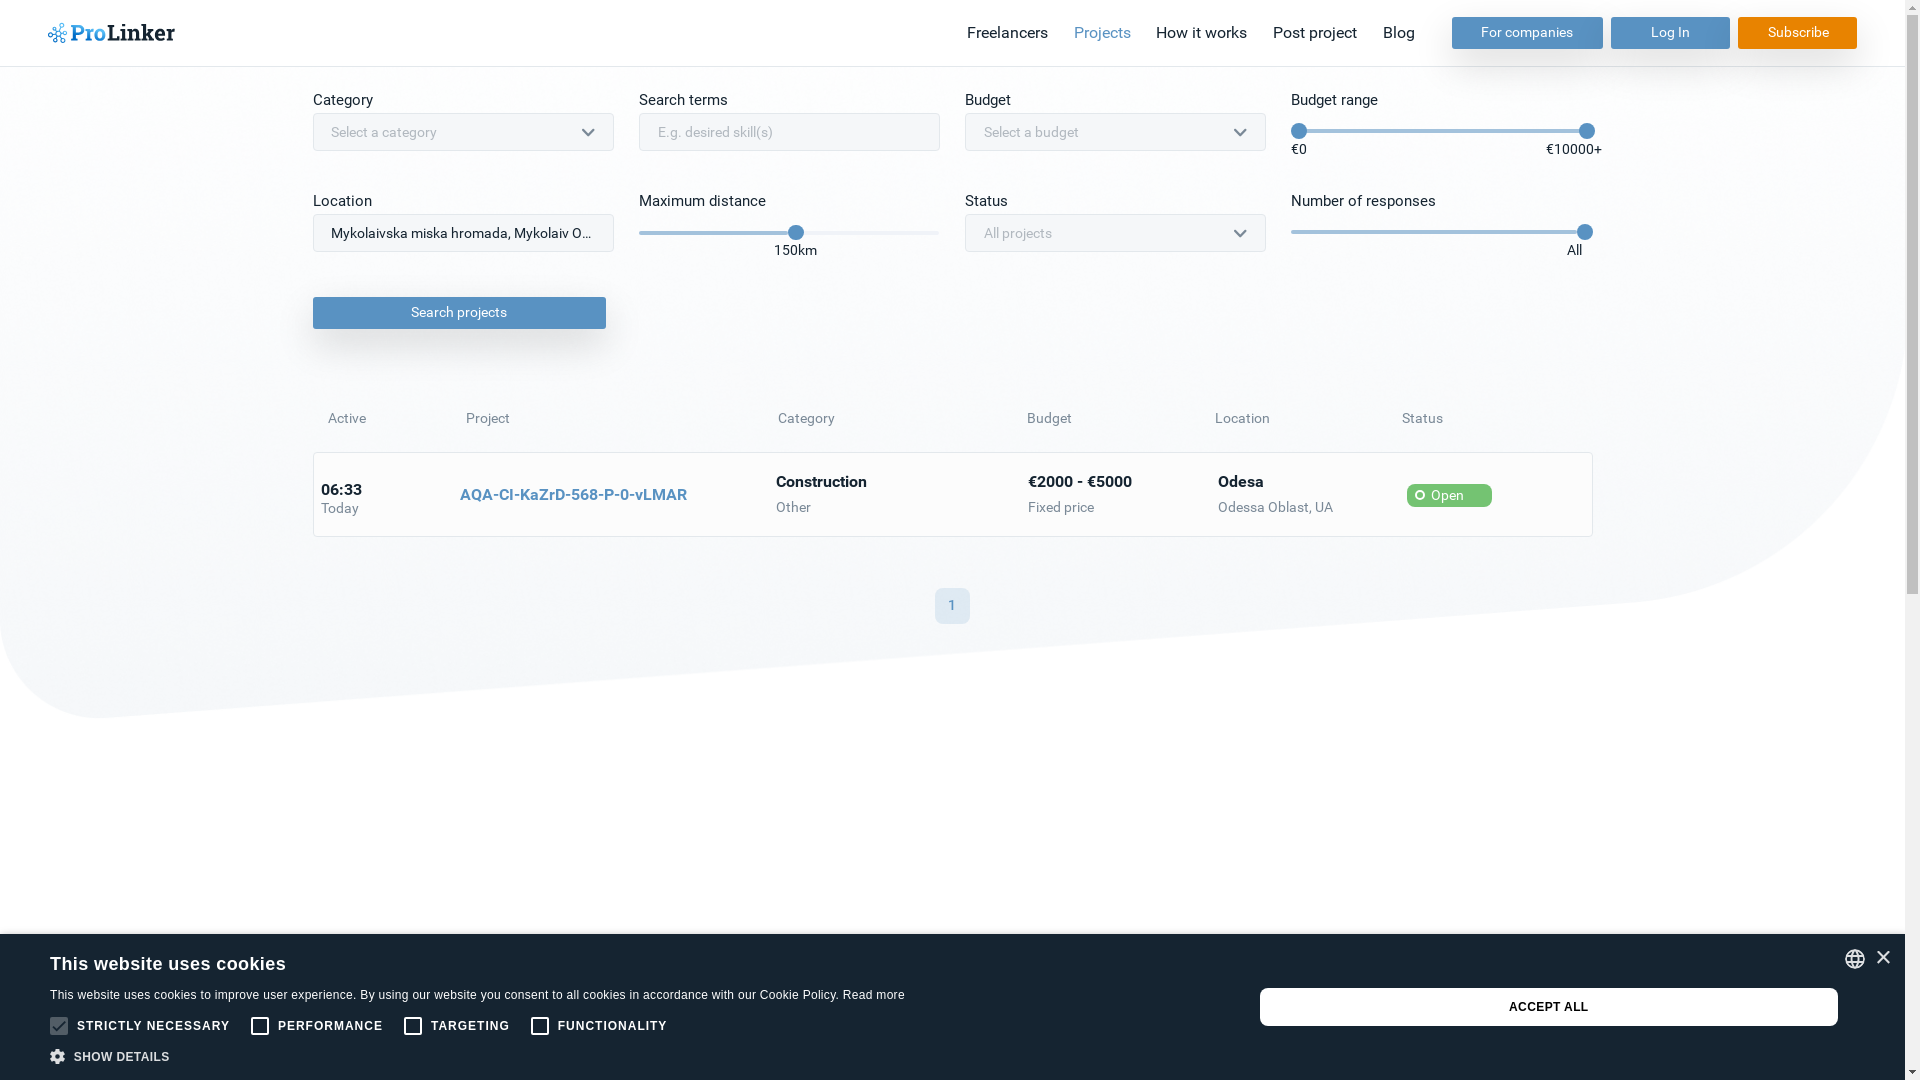 ProLinker
Freelancers
Projects
How it works
Post project
Blog
For companies
Log In
Subscribe
Category
Search terms
Budget
Budget range
Select a category
E.g. desired skill(s)
Select a budget
€0
€10000+
Location
Maximum distance
Status
Number of responses
Mykolaivska miska hromada, Mykolaiv O...
150km
All projects
All
Search projects
Active
Project
Category
Budget
Location
Status
06:33
Today
AQA-CI-KaZrD-568-P-0-vLMAR
Construction
Other
€2000 - €5000
Fixed price
Odesa
Odessa Oblast, UA
Open
1
This website uses cookies
This website uses cookies to improve user experience. By using our website you consent to all cookies in accordance with our Cookie Policy. Read more
STRICTLY NECESSARY
PERFORMANCE
TARGETING
FUNCTIONALITY
SHOW DETAILS
ACCEPT ALL